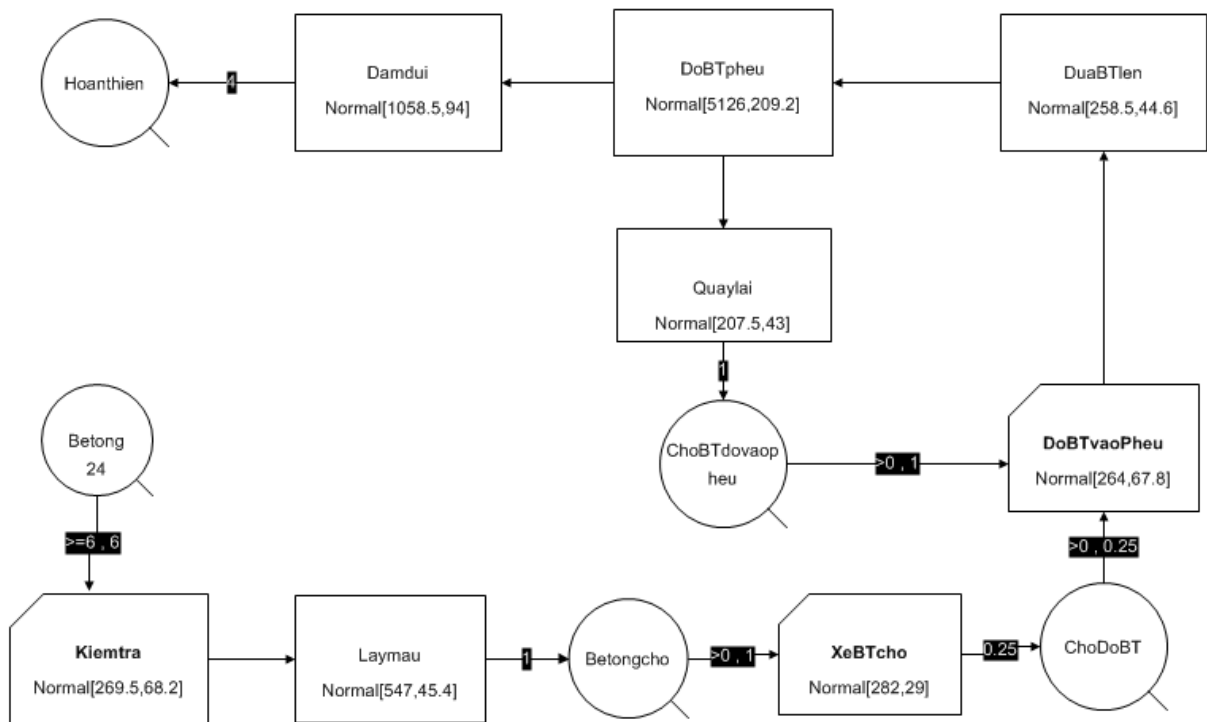 Hoanthien
4
Damdui
Normal[1058.5,94]
DoBTpheu
Normal[5126,209.2]
DuaBTlen
Normal[258.5,44.6]
Quaylai
Normal[207.5,43]
1
Betong
24
>=6 , 6
ChoBTdovaop
heu
>0 , 1
DoBTvaoPheu
Normal[264,67.8]
>0 , 0.25
Kiemtra
Normal[269.5,68.2]
Laymau
Normal[547,45.4]
1
Betongcho
>0 , 1
XeBTcho
Normal[282,29]
0.25
ChoDoBT